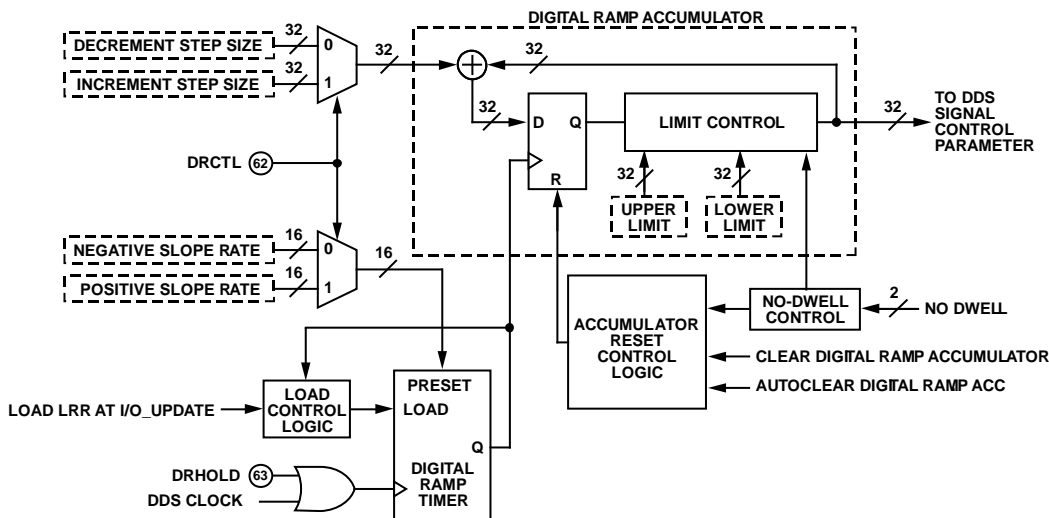 DIGITAL RAMP ACCUMULATOR
DECREMENT STEP SIZE
32
0
32
INCREMENT STEP SIZE
32
1
32
32
D
Q
R
LIMIT CONTROL
32
TO DDS
SIGNAL
CONTROL
PARAMETER
DRCTL
62
32
32
UPPER
LIMIT
LOWER
LIMIT
NEGATIVE SLOPE RATE
16
0
16
POSITIVE SLOPE RATE
16
1
ACCUMULATOR
RESET
CONTROL
LOGIC
NO-DWELL
CONTROL
2
NO DWELL
CLEAR DIGITAL RAMP ACCUMULATOR
AUTOCLEAR DIGITAL RAMP ACC
LOAD LRR AT I/O_UPDATE
LOAD
CONTROL
LOGIC
PRESET
LOAD
Q
DIGITAL
RAMP
TIMER
DRHOLD
63
DDS CLOCK